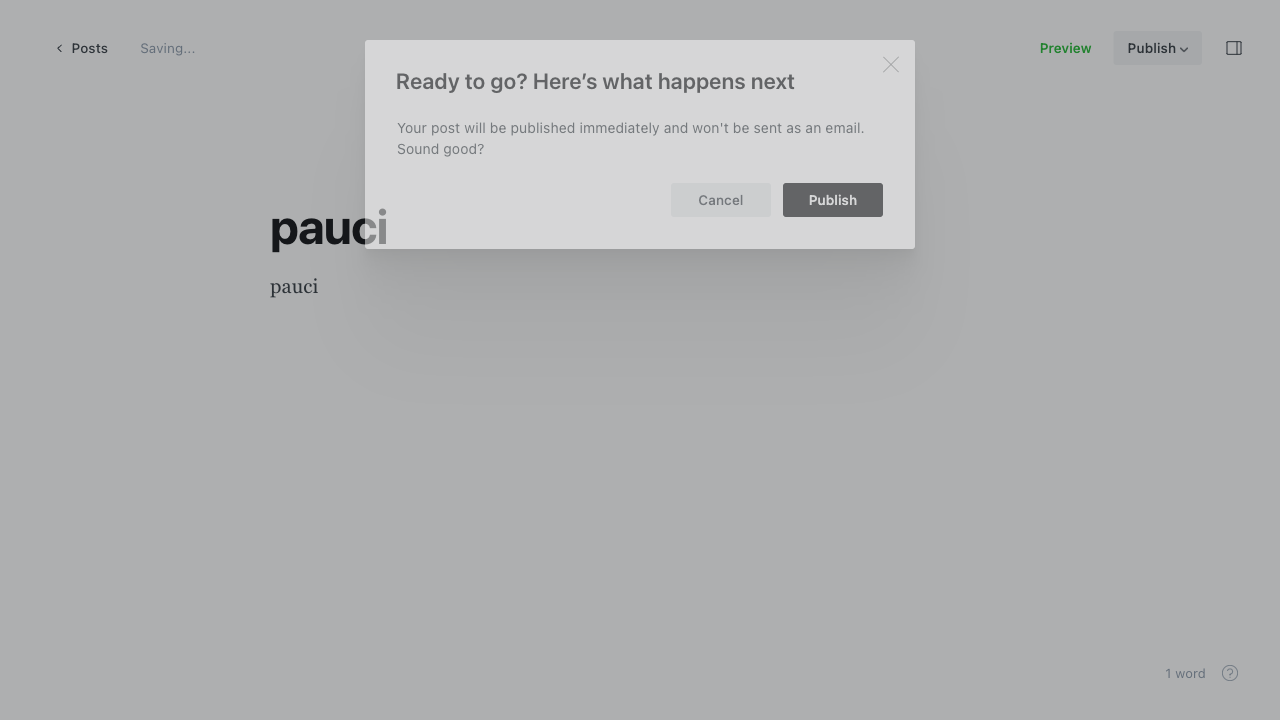 Posts
Saving...
Preview
Publish
Ready to go? Here's what happens next
Your post will be published immediately and won't be sent as an email.
Sound good?
Cancel
Publish
pauci
pauci
1 word
?